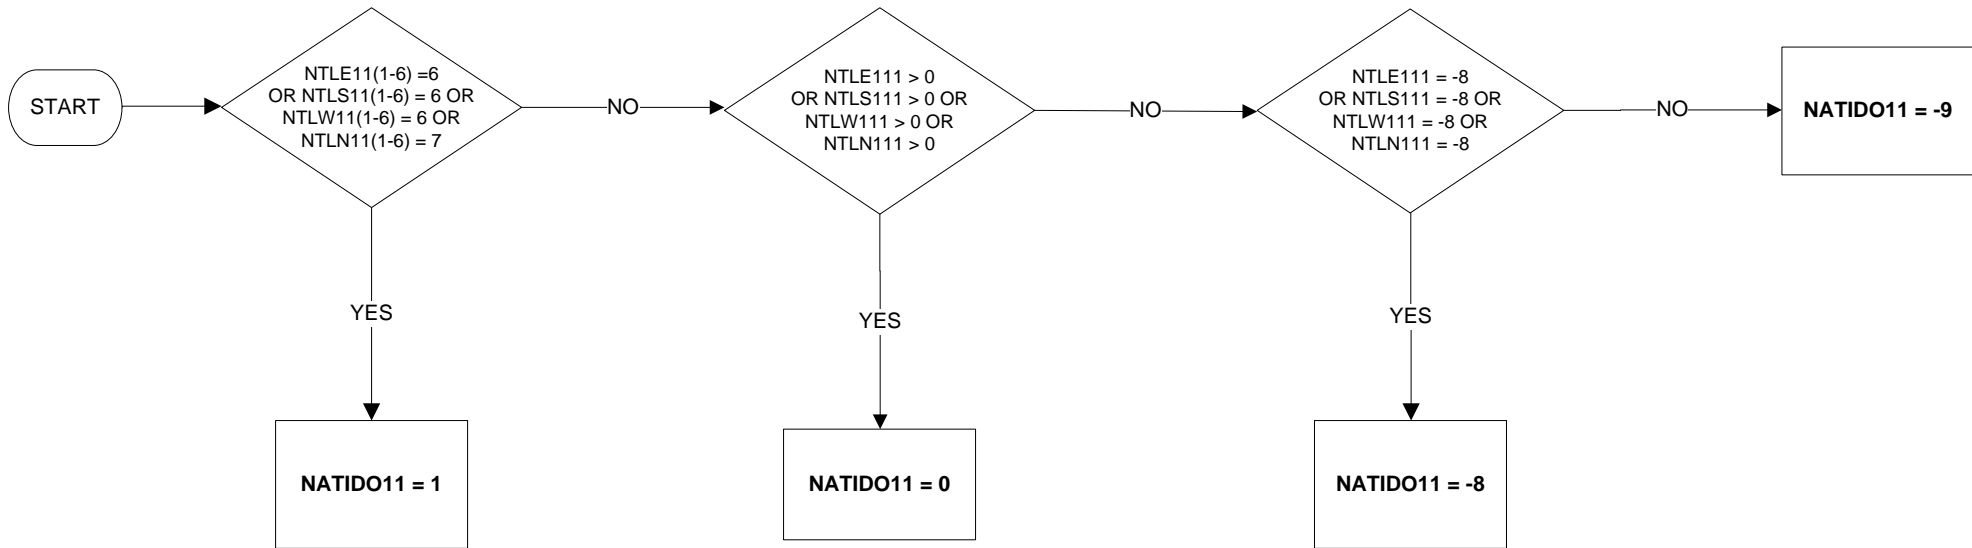 START
NTLE11(1-6) =6
OR NTLS11(1-6) = 6 OR
NTLW11(1-6) = 6 OR
NTLN11(1-6) = 7
NO
NTLE111 > 0
OR NTLS111 > 0 OR
NTLW111 > 0 OR
NTLN111 > 0
NO
NTLE111 = -8
OR NTLS111 = -8 OR
NTLW111 = -8 OR
NTLN111 = -8
NO
NATIDO11 = -9
YES
YES
YES
NATIDO11 = 1
NATIDO11 = 0
NATIDO11 = -8